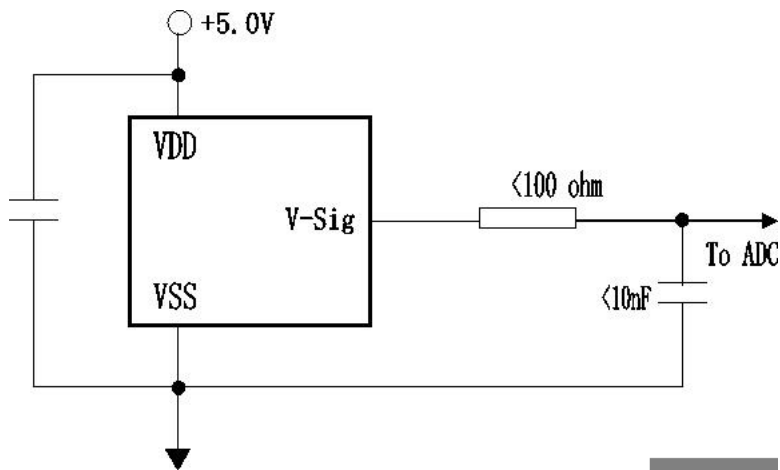 +5.0V
VDD
<100 ohm
V-Sig
To ADC
VSS
<10nF